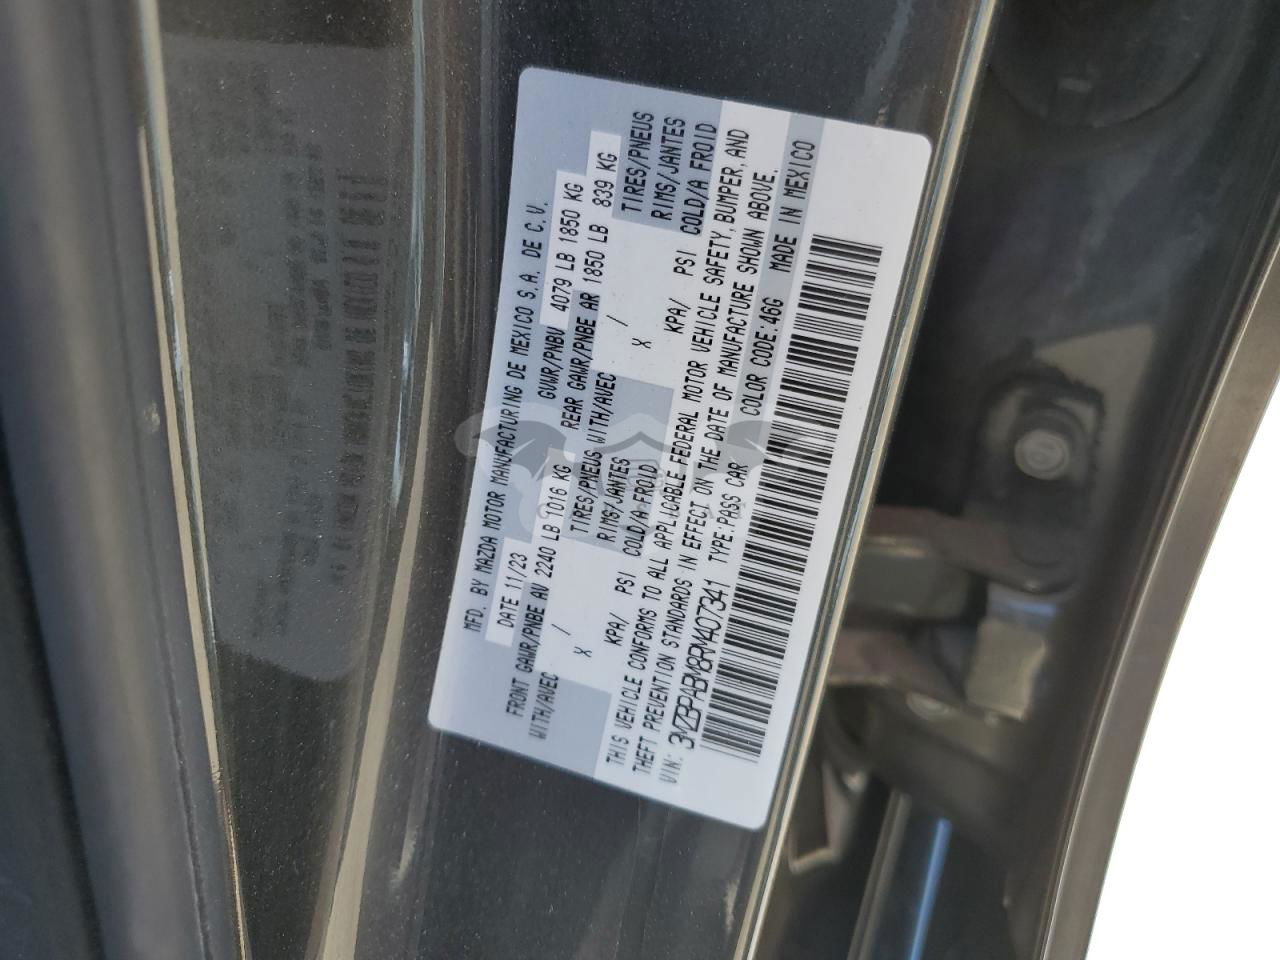 MFD. BY MAZDA MOTOR MANUFACTURING DE MEXICO S.A. DE C.V.
DATE 11/23 GVWR/PNBV 4079 LB 1850 KG
FRONT GAWR/PNBE AV 2240 LB 1016 KG REAR GAWR/PNBE AR 1850 LB 839 KG
WITH/AVEC / TIRES/PNEUS WITH/AVEC / TIRES/PNEUS
X RIMS/JANTES X RIMS/JANTES
KPA/ PSI COLD/A FROID KPA/ PSI COLD/A FROID
THIS VEHICLE CONFORMS TO ALL APPLICABLE FEDERAL MOTOR VEHICLE SAFETY, BUMPER, AND
THEFT PREVENTION STANDARDS IN EFFECT ON THE DATE OF MANUFACTURE SHOWN ABOVE.
VIN: 3MZBPABM8RM407341 TYPE:PASS CAR COLOR CODE:46G MADE IN MEXICO